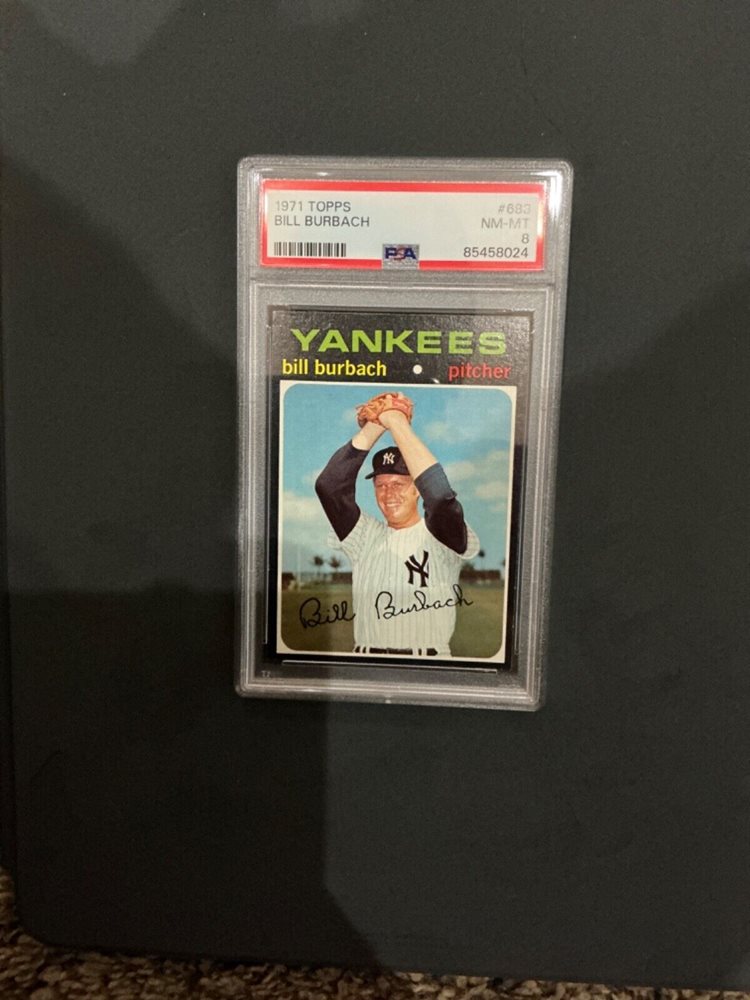 1971 TOPPS #683
BILL BURBACH NM-MT
8
PSA 85458024
YANKEES
bill burbach • pitcher
NY
NY
Bill Burbach